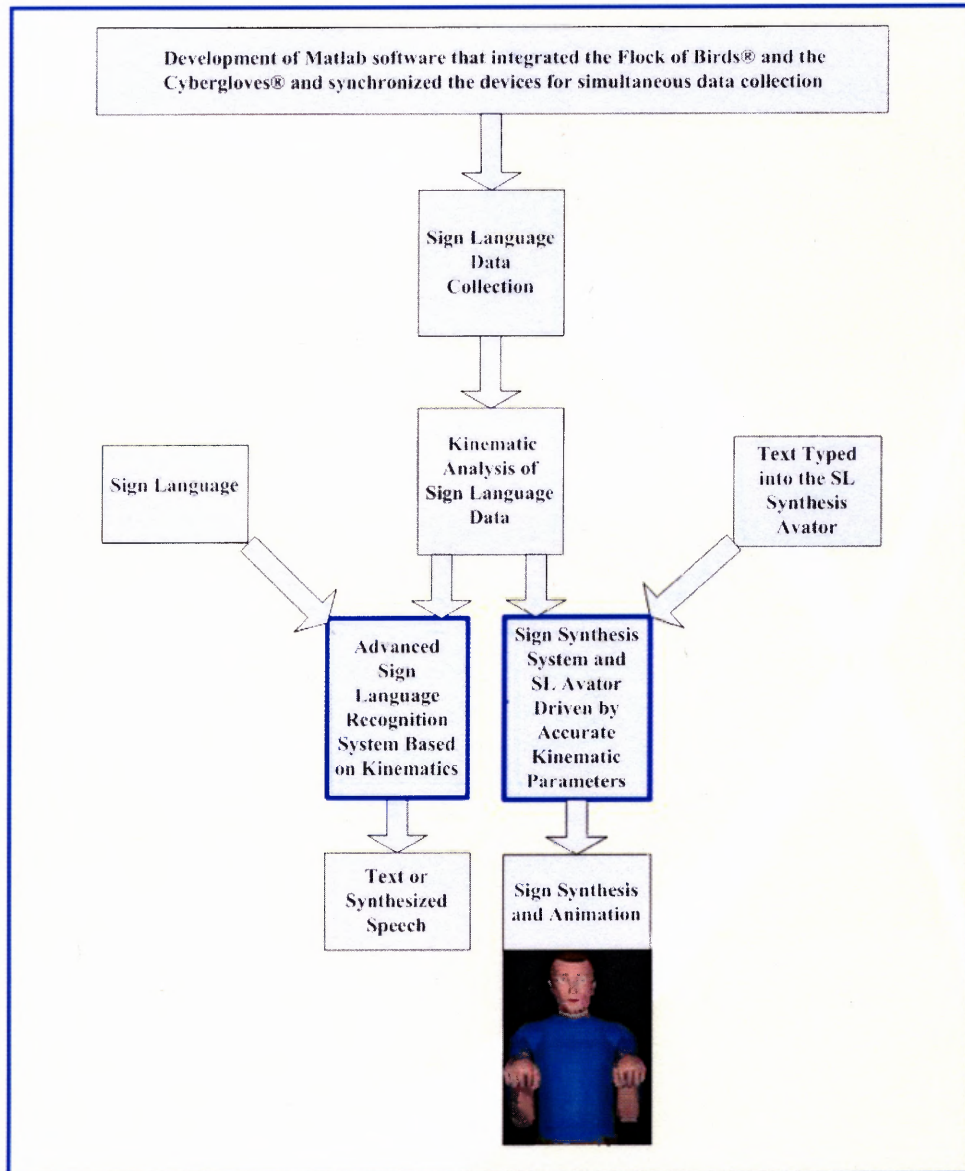 Development of Matlab software that integrated the Flock of Birds® and the
Cybergloves® and synchronized the devices for simultaneous data collection
Sign Language
Data
Collection
Kinematic
Analysis of
Sign Language
Data
Sign Language
Text Typed
into the SL
Synthesis
Avator
Advanced
Sign
Language
Recognition
System Based
on Kinematics
Sign Synthesis
System and
SL Avator
Driven by
Accurate
Kinematic
Parameters
Text or
Synthesized
Speech
Sign Synthesis
and Animation